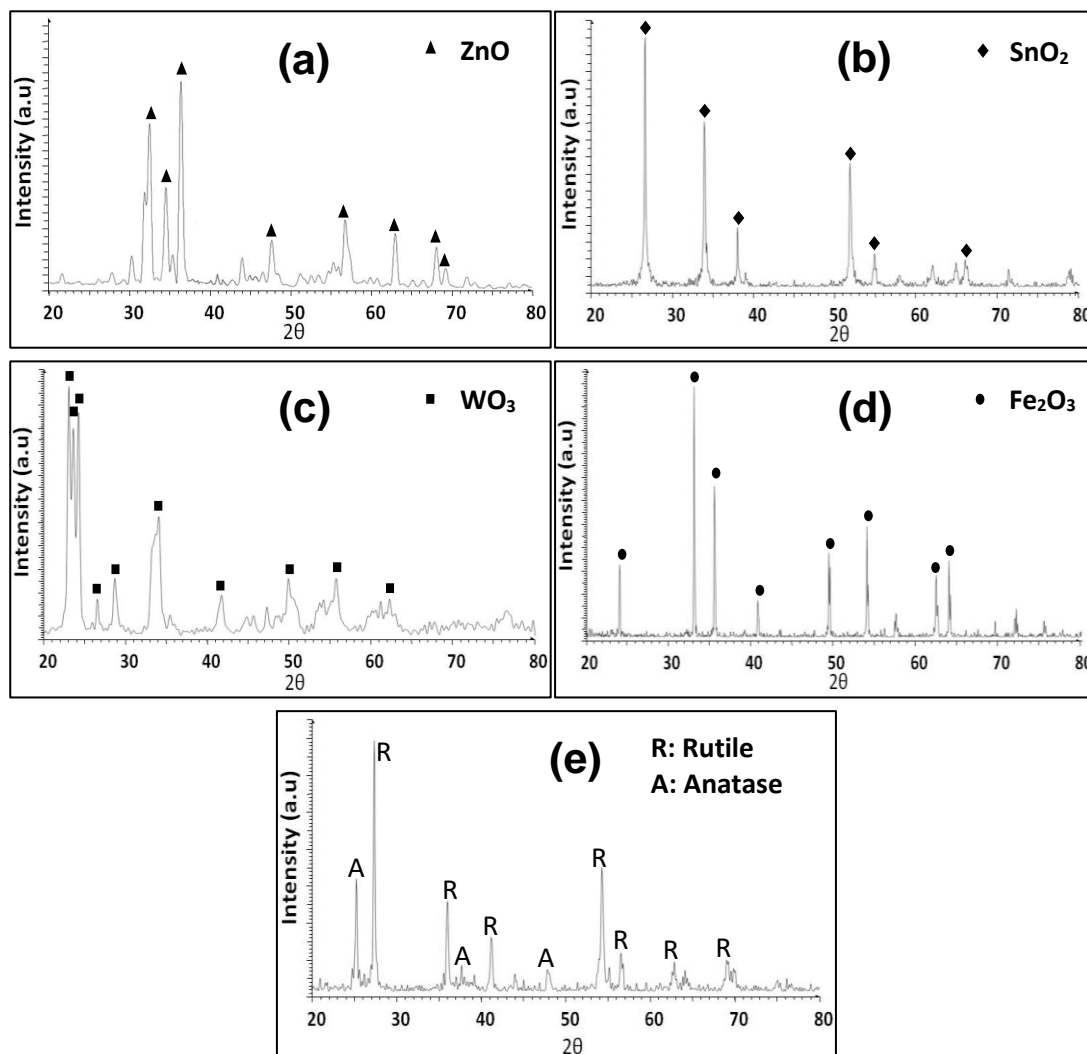 (a)
▲ ZnO
Intensity (a.u)
20 30 40 50 60 70 80
2θ
(b)
◆ SnO₂
Intensity (a.u)
20 30 40 50 60 70 80
2θ
(c)
■ WO₃
Intensity (a.u)
20 30 40 50 60 70 80
2θ
(d)
● Fe₂O₃
Intensity (a.u)
20 30 40 50 60 70 80
2θ
(e)
R: Rutile
A: Anatase
Intensity (a.u)
A R R A R A R R R R
20 30 40 50 60 70 80
2θ